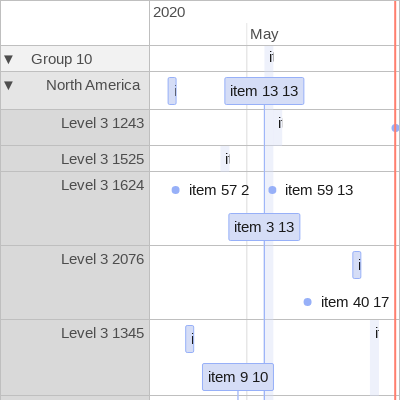 2020
May
▼ Group 10
▼ North America
item 13 13
Level 3 1243
Level 3 1525
Level 3 1624
item 57 2
item 59 13
item 3 13
Level 3 2076
item 40 17
Level 3 1345
item 9 10